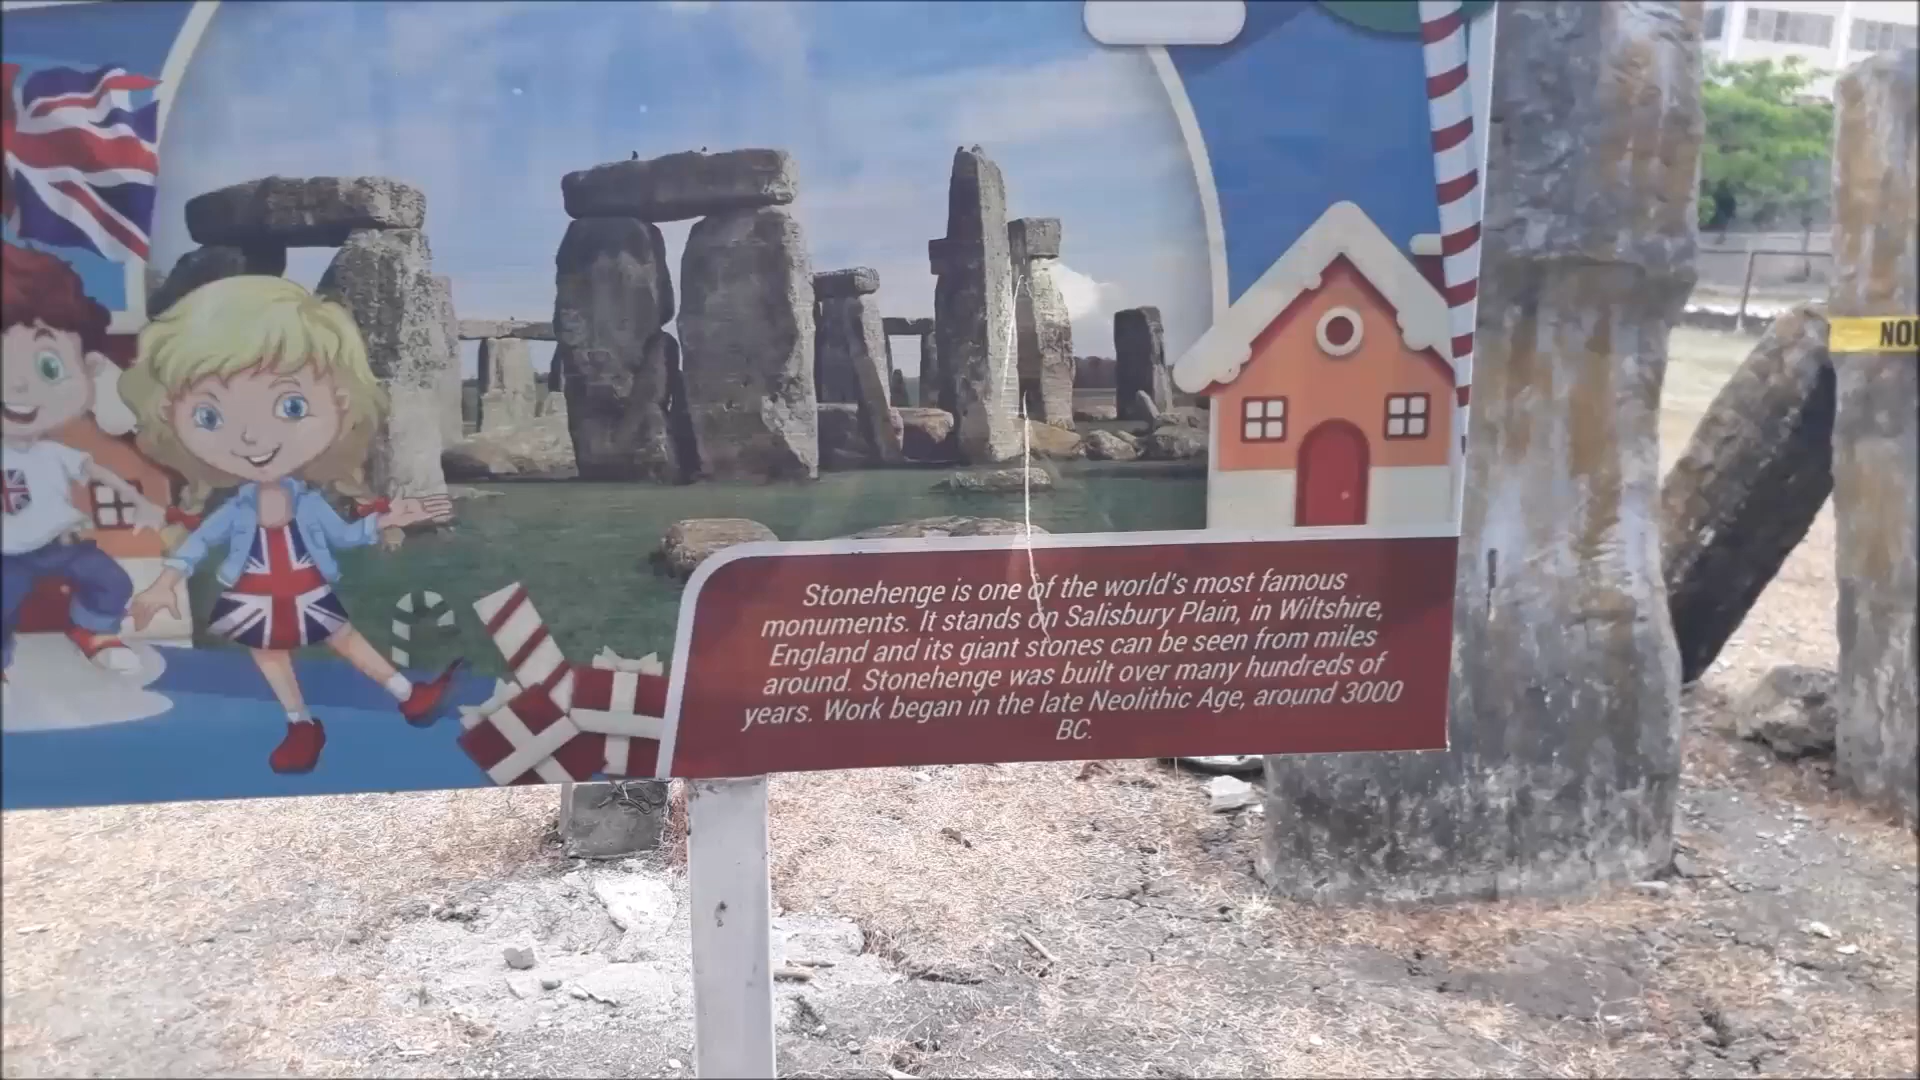 Stonehenge is one of the world's most famous
monuments. It stands on Salisbury Plain, in Wiltshire,
England and its giant stones can be seen from miles
around. Stonehenge was built over many hundreds of
years. Work began in the late Neolithic Age, around 3000
BC.